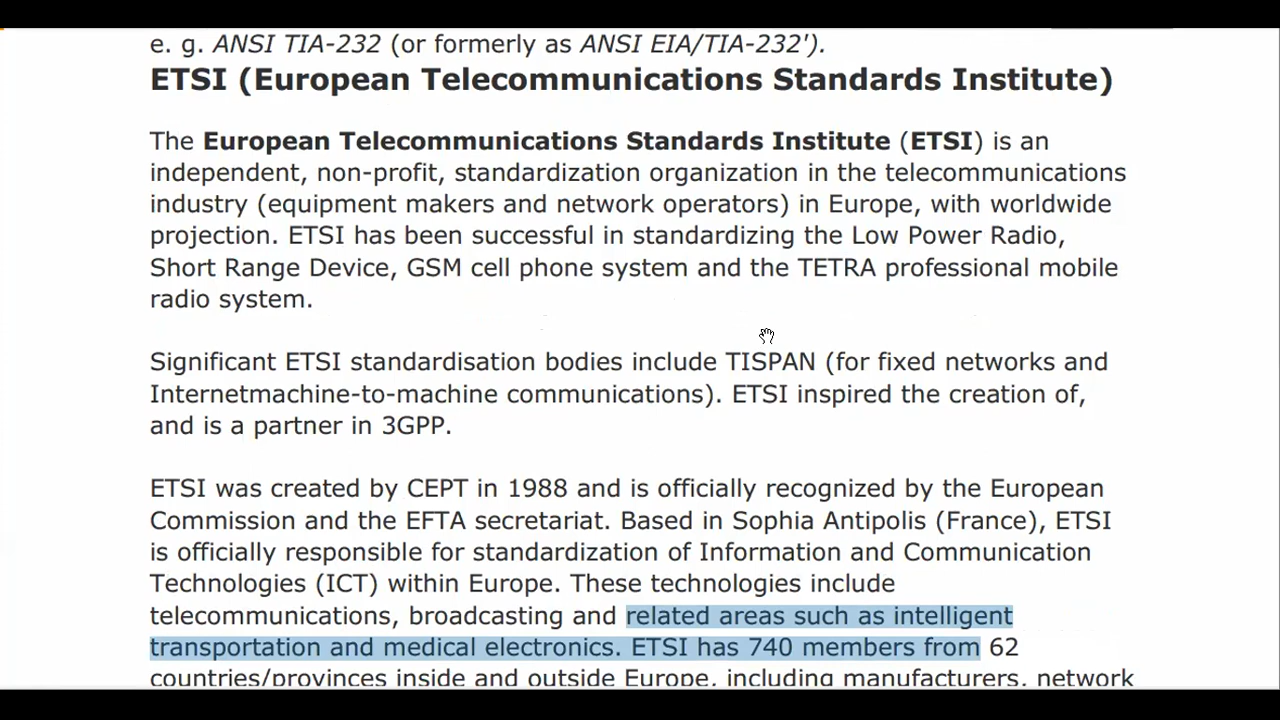 e. g. ANSI TIA-232 (or formerly as ANSI EIA/TIA-232').
ETSI (European Telecommunications Standards Institute)
The European Telecommunications Standards Institute (ETSI) is an
independent, non-profit, standardization organization in the telecommunications
industry (equipment makers and network operators) in Europe, with worldwide
projection. ETSI has been successful in standardizing the Low Power Radio,
Short Range Device, GSM cell phone system and the TETRA professional mobile
radio system.
Significant ETSI standardisation bodies include TISPAN (for fixed networks and
Internetmachine-to-machine communications). ETSI inspired the creation of,
and is a partner in 3GPP.
ETSI was created by CEPT in 1988 and is officially recognized by the European
Commission and the EFTA secretariat. Based in Sophia Antipolis (France), ETSI
is officially responsible for standardization of Information and Communication
Technologies (ICT) within Europe. These technologies include
telecommunications, broadcasting and related areas such as intelligent
transportation and medical electronics. ETSI has 740 members from 62
countries/provinces inside and outside Europe, including manufacturers, network